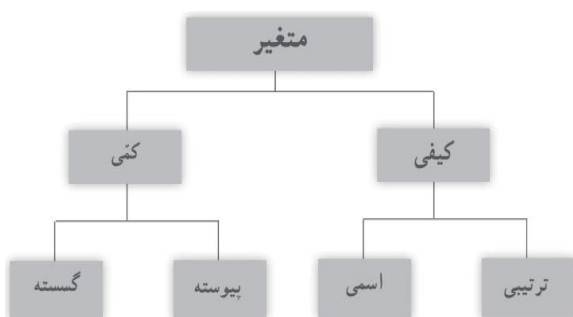 متغیر
کیفی
کمّی
ترتیبی
اسمی
پیوسته
گسسته